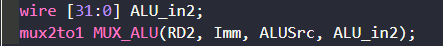 wire [31:0] ALU_in2;
mux2to1 MUX_ALU(RD2, Imm, ALUSrc, ALU_in2);